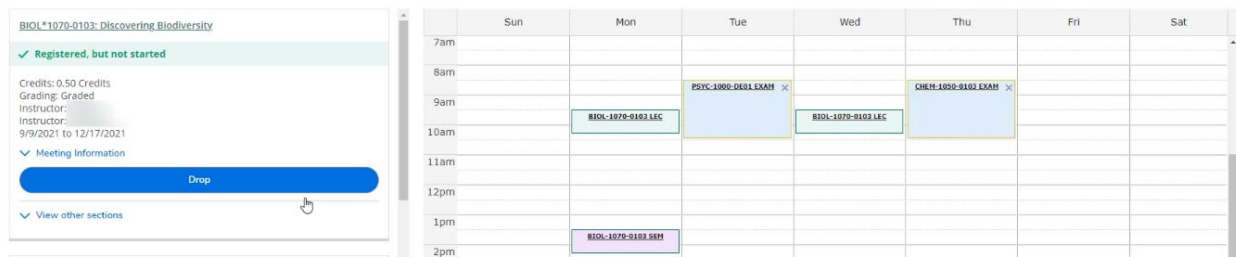 BIOL*1070-0103: Discovering Biodiversity
Registered, but not started
Credits: 0.50 Credits
Grading: Graded
Instructor:
Instructor:
9/9/2021 to 12/17/2021
Meeting Information
Drop
View other sections
Sun Mon Tue Wed Thu Fri Sat
7am
8am
PSYC-1000-DE01 EXAM CHEM-1050-0103 EXAM
9am
BIOL-1070-0103 LEC BIOL-1070-0103 LEC
10am
11am
12pm
1pm
BIOL-1070-0103 SEM
2pm